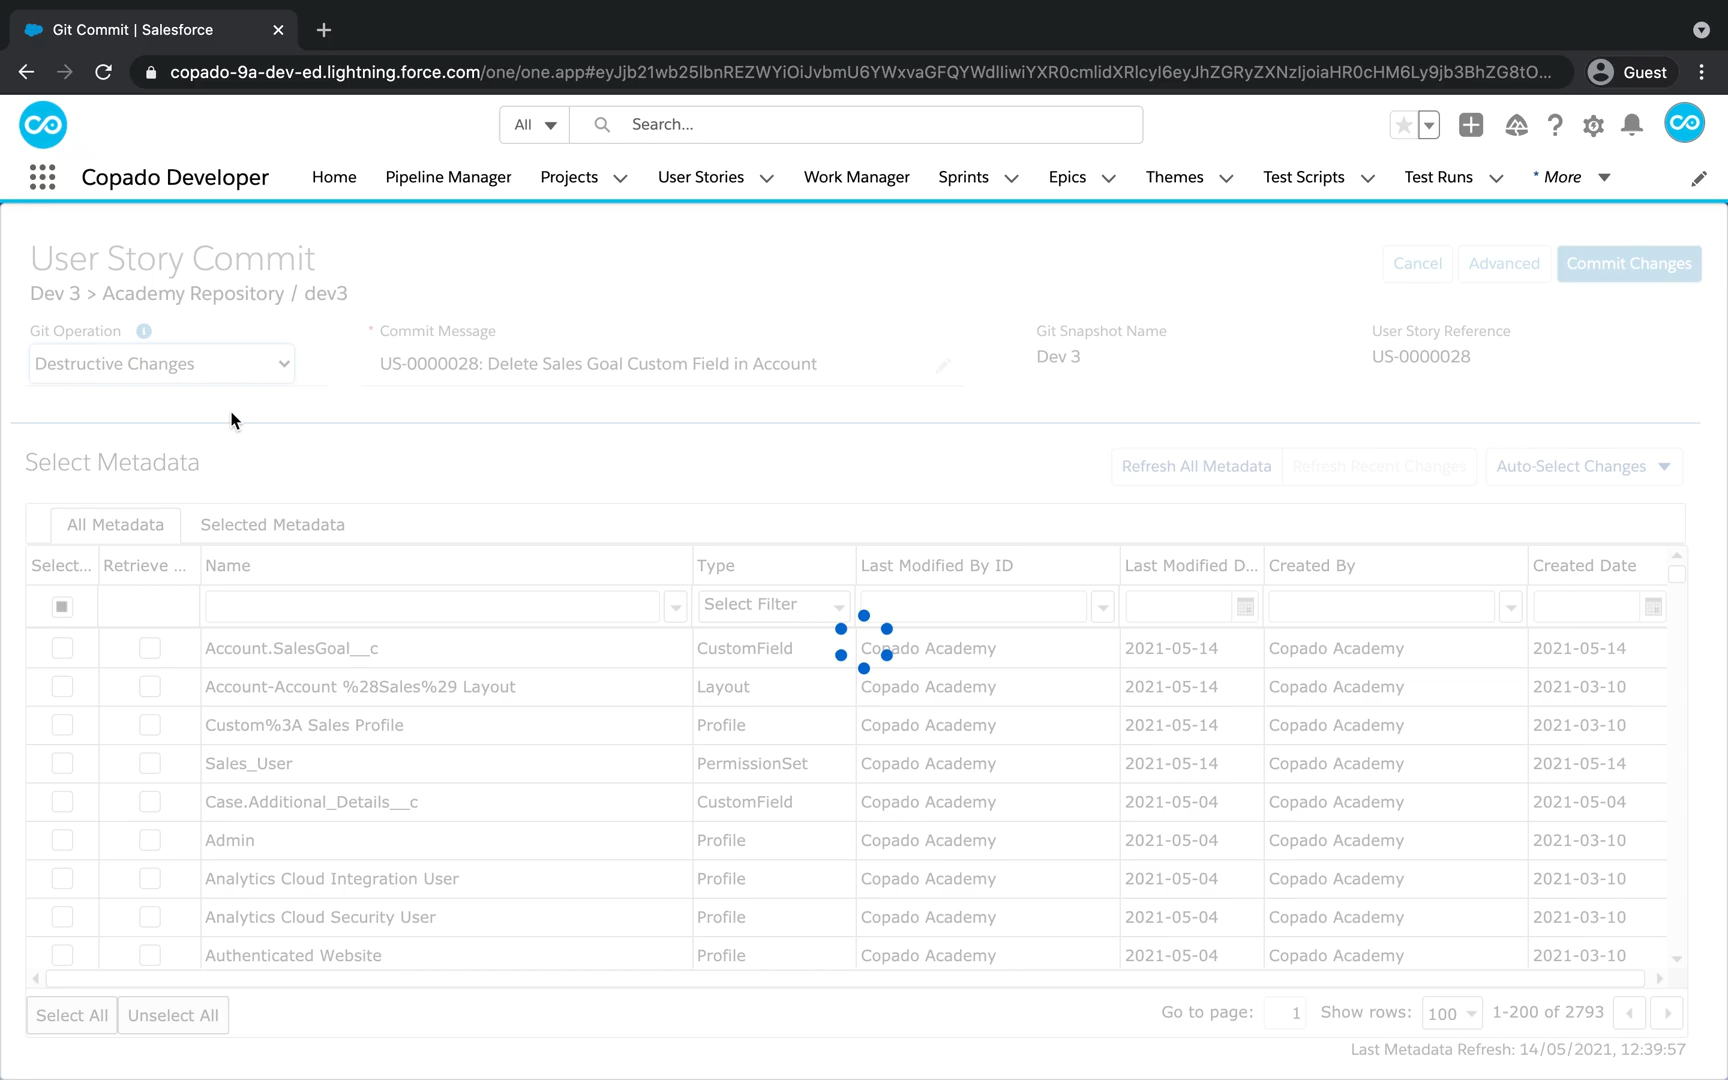 Git Commit | Salesforce
copado-9a-dev-ed.lightning.force.com/one/one.app#eyJjb21wb25lbnREZWYiOiJvbmU6YWxvaGFQYWdlIiwiYXR0cmlidXRlcyI6eyJhZGRyZXNzIjoiaHR0cHM6Ly9jb3BhZG8tO...
Guest
All
Search...
Copado Developer
Home
Pipeline Manager
Projects
User Stories
Work Manager
Sprints
Epics
Themes
Test Scripts
Test Runs
* More
User Story Commit
Cancel
Advanced
Commit Changes
Dev 3 > Academy Repository / dev3
Git Operation
* Commit Message
Git Snapshot Name
User Story Reference
Destructive Changes
US-0000028: Delete Sales Goal Custom Field in Account
Dev 3
US-0000028
Select Metadata
Refresh All Metadata
Refresh Recent Changes
Auto-Select Changes
All Metadata
Selected Metadata
Select... Retrieve ... Name Type Last Modified By ID Last Modified D... Created By Created Date
Select Filter
Account.SalesGoal__c CustomField Copado Academy 2021-05-14 Copado Academy 2021-05-14
Account-Account %28Sales%29 Layout Layout Copado Academy 2021-05-14 Copado Academy 2021-03-10
Custom%3A Sales Profile Profile Copado Academy 2021-05-14 Copado Academy 2021-03-10
Sales_User PermissionSet Copado Academy 2021-05-14 Copado Academy 2021-05-14
Case.Additional_Details__c CustomField Copado Academy 2021-05-04 Copado Academy 2021-05-04
Admin Profile Copado Academy 2021-05-04 Copado Academy 2021-03-10
Analytics Cloud Integration User Profile Copado Academy 2021-05-04 Copado Academy 2021-03-10
Analytics Cloud Security User Profile Copado Academy 2021-05-04 Copado Academy 2021-03-10
Authenticated Website Profile Copado Academy 2021-05-04 Copado Academy 2021-03-10
Select All
Unselect All
Go to page: 1 Show rows: 100 1-200 of 2793
Last Metadata Refresh: 14/05/2021, 12:39:57